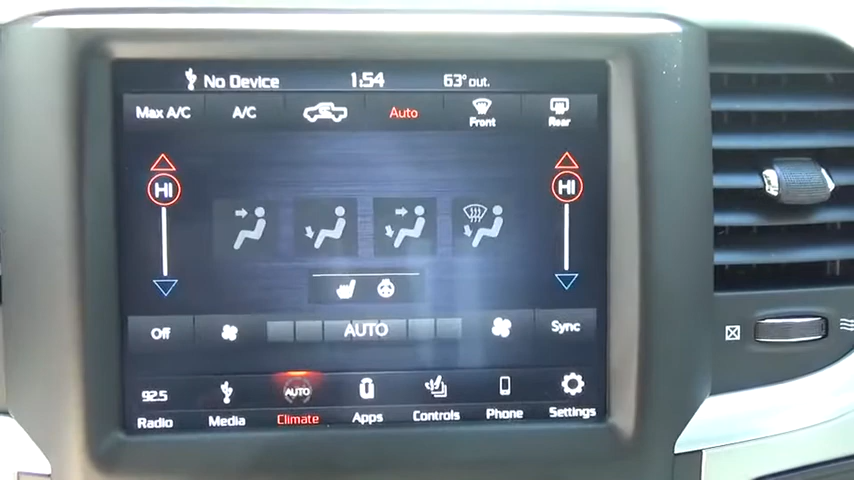 No Device 1:54 63° out.
Max A/C A/C Auto Front Rear
HI HI
Off AUTO Sync
92.5 AUTO
Radio Media Climate Apps Controls Phone Settings